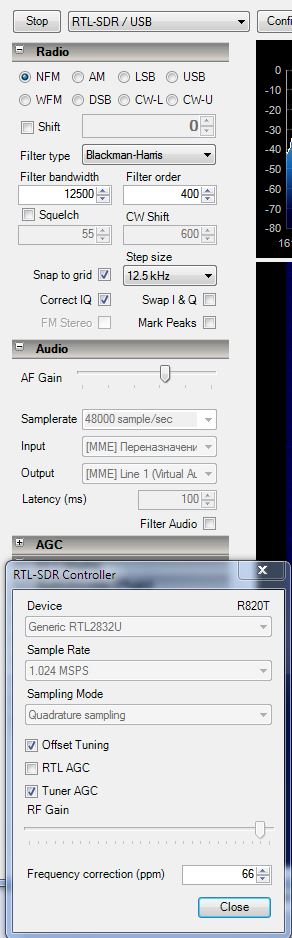 Stop RTL-SDR / USB Confi
Radio
NFM AM LSB USB
WFM DSB CW-L CW-U
Shift 0
Filter type Blackman-Harris
Filter bandwidth Filter order
12500 400
Squelch CW Shift
55 600
Step size
Snap to grid 12.5 kHz
Correct IQ Swap I & Q
FM Stereo Mark Peaks
Audio
AF Gain
Samplerate 48000 sample/sec
Input [MME] Переназначени
Output [MME] Line 1 (Virtual Au
Latency (ms) 100
Filter Audio
AGC
0
-10
-20
-30
-40
-50
-60
-70
-80
16
RTL-SDR Controller
Device R820T
Generic RTL2832U
Sample Rate
1.024 MSPS
Sampling Mode
Quadrature sampling
Offset Tuning
RTL AGC
Tuner AGC
RF Gain
Frequency correction (ppm) 66
Close